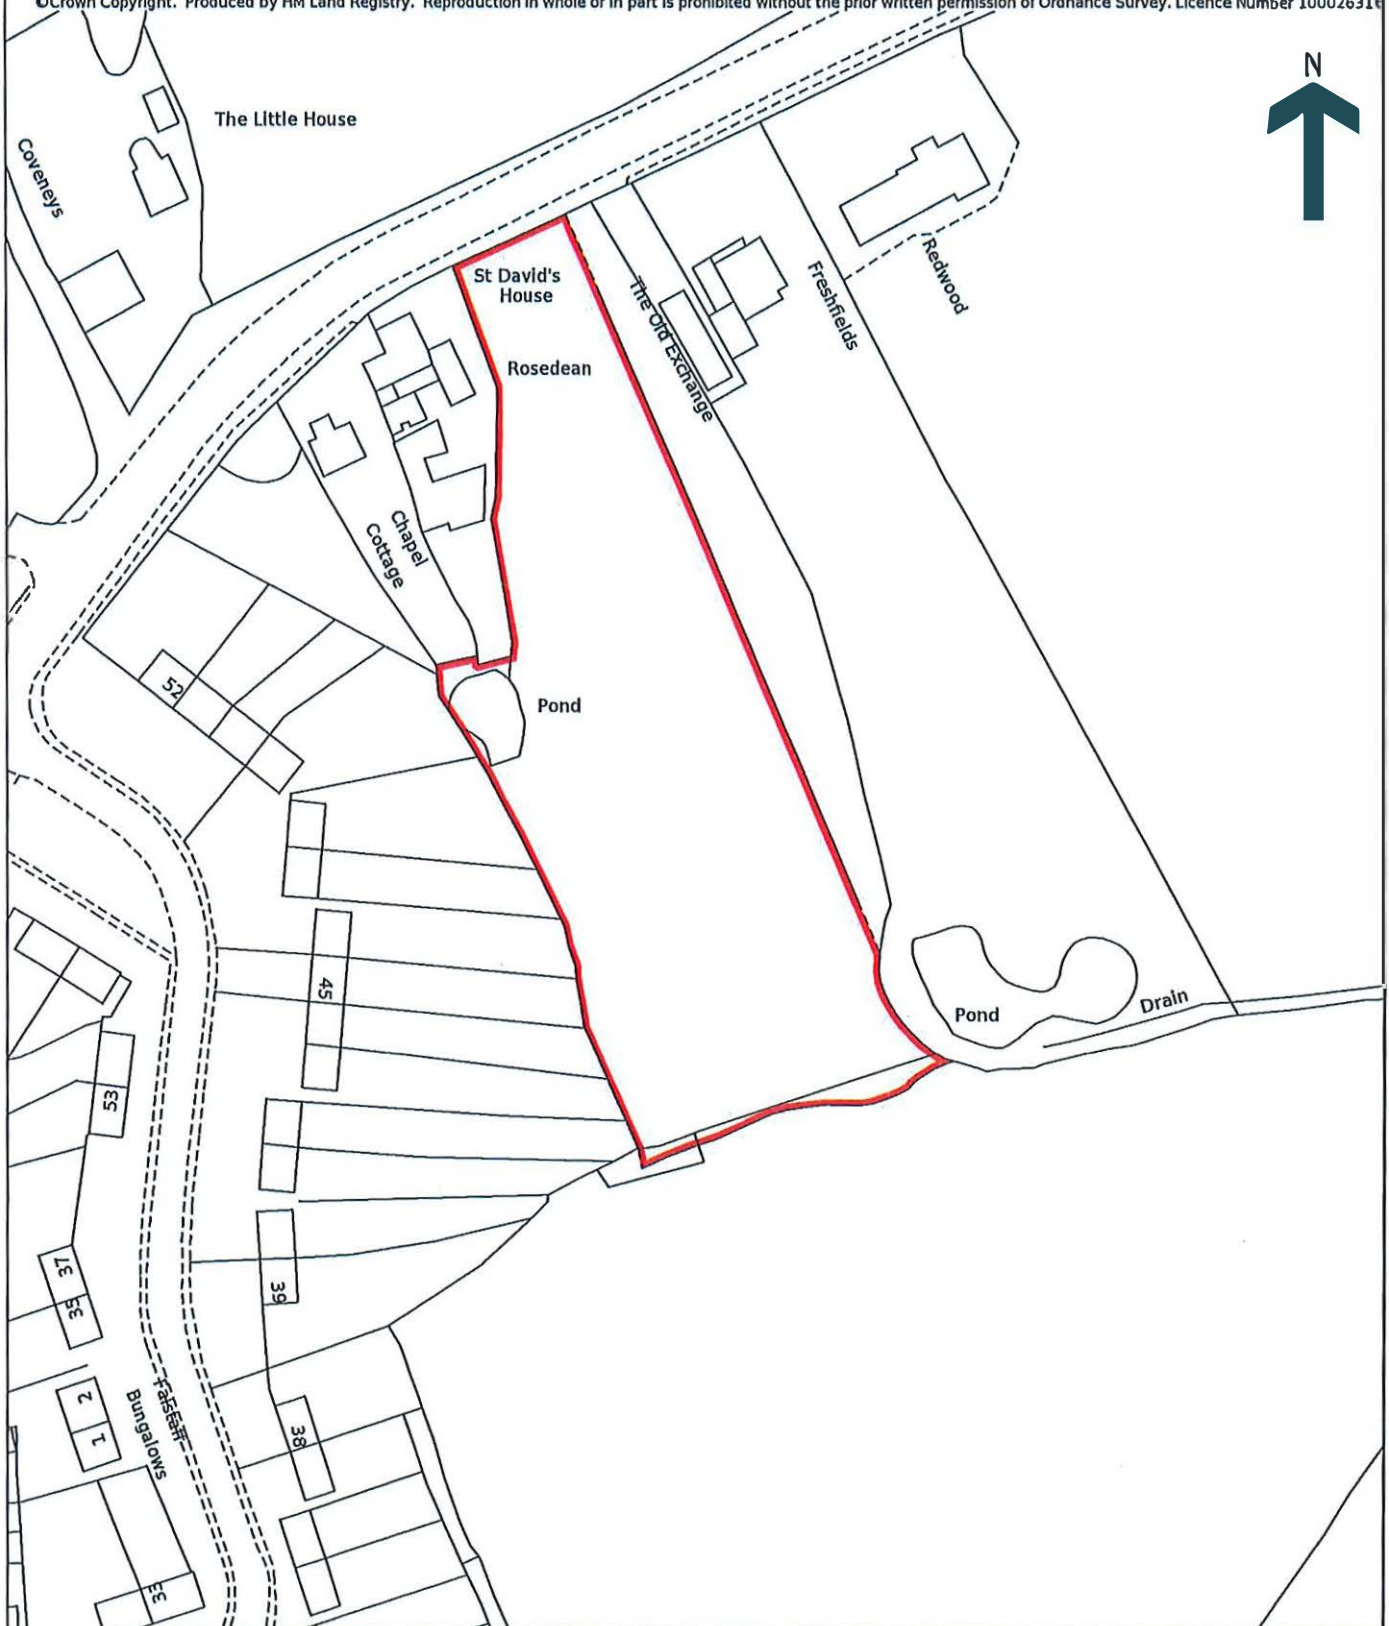 ©Crown Copyright. Produced by HM Land Registry. Reproduction in whole or in part is prohibited without the prior written permission of Ordnance Survey. Licence Number 100026316
N
The Little House
Coveneys
St David's
House
Rosedean
The Old Exchange
Freshfields
Redwood
Chapel
Cottage
52
Pond
45
Pond
Drain
53
37
35
39
2
1
Bungalows
38
33